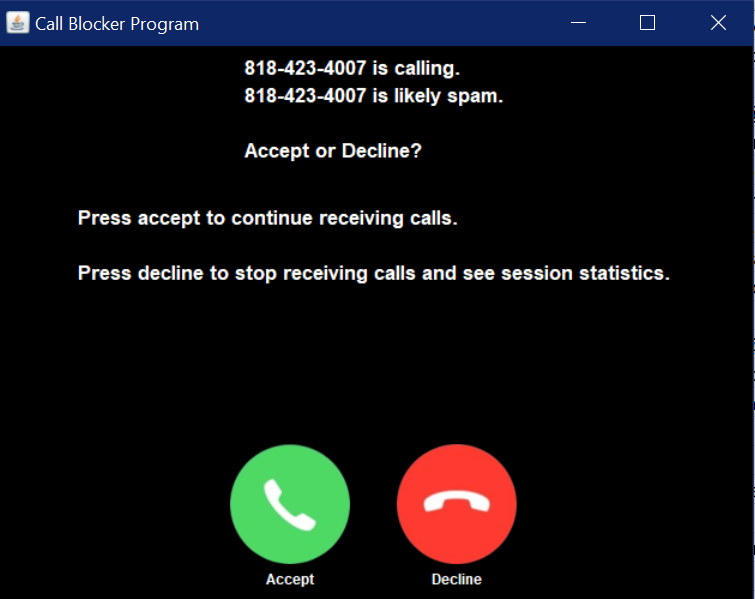 Call Blocker Program
818-423-4007 is calling.
818-423-4007 is likely spam.
Accept or Decline?
Press accept to continue receiving calls.
Press decline to stop receiving calls and see session statistics.
Accept
Decline